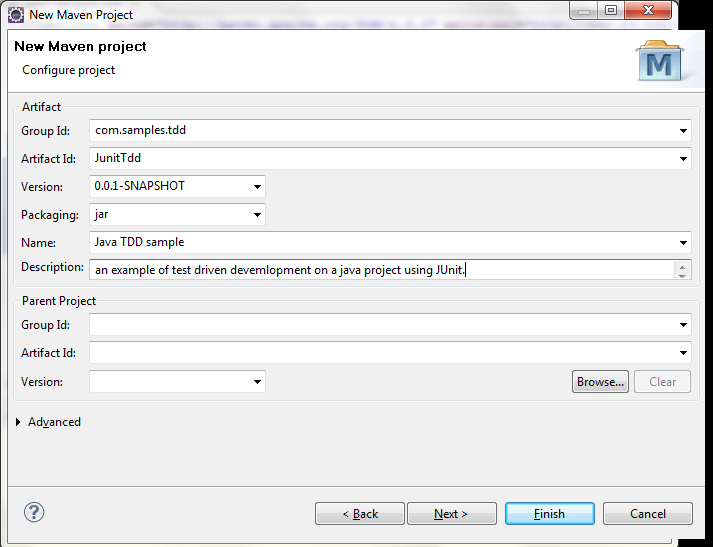 New Maven Project
New Maven project
Configure project
M
Artifact
Group Id: com.samples.tdd
Artifact Id: JunitTdd
Version: 0.0.1-SNAPSHOT
Packaging: jar
Name: Java TDD sample
Description: an example of test driven devemlopment on a java project using JUnit.
Parent Project
Group Id:
Artifact Id:
Version:
Browse... Clear
Advanced
? < Back Next > Finish Cancel